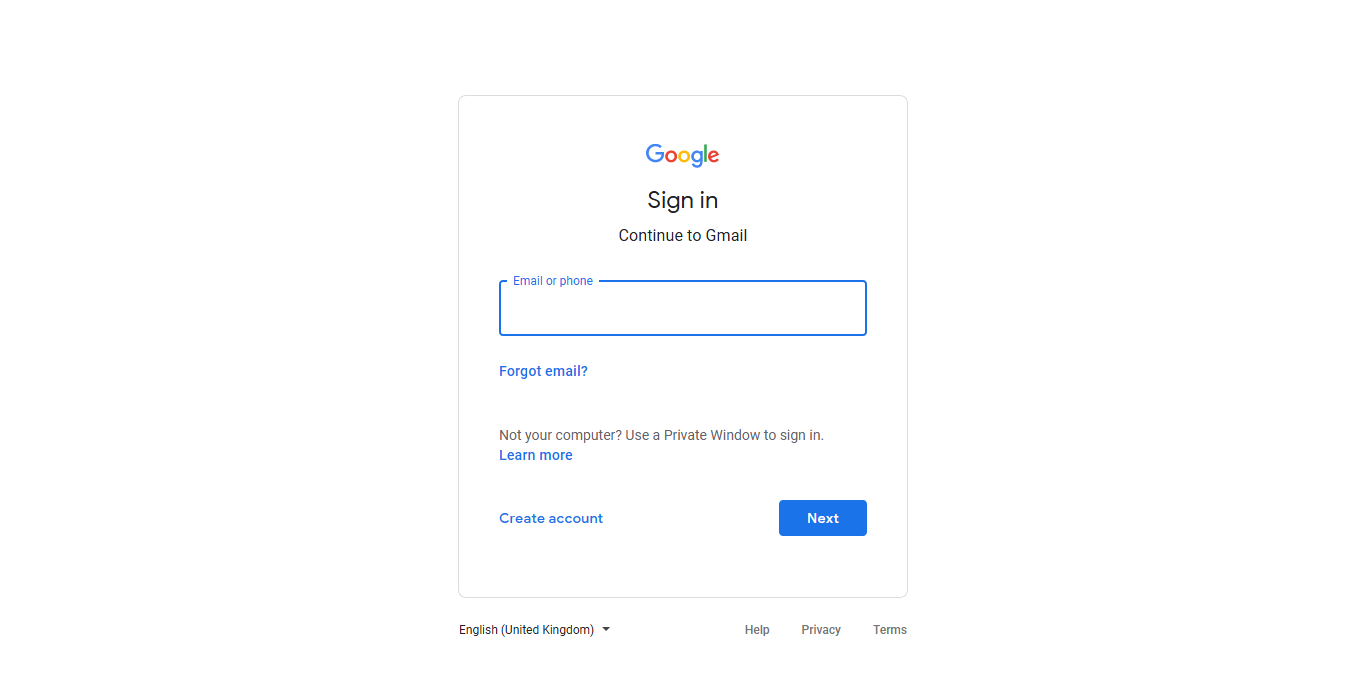 Google
Sign in
Continue to Gmail
Email or phone
Forgot email?
Not your computer? Use a Private Window to sign in.
Learn more
Create account
Next
English (United Kingdom)
Help
Privacy
Terms